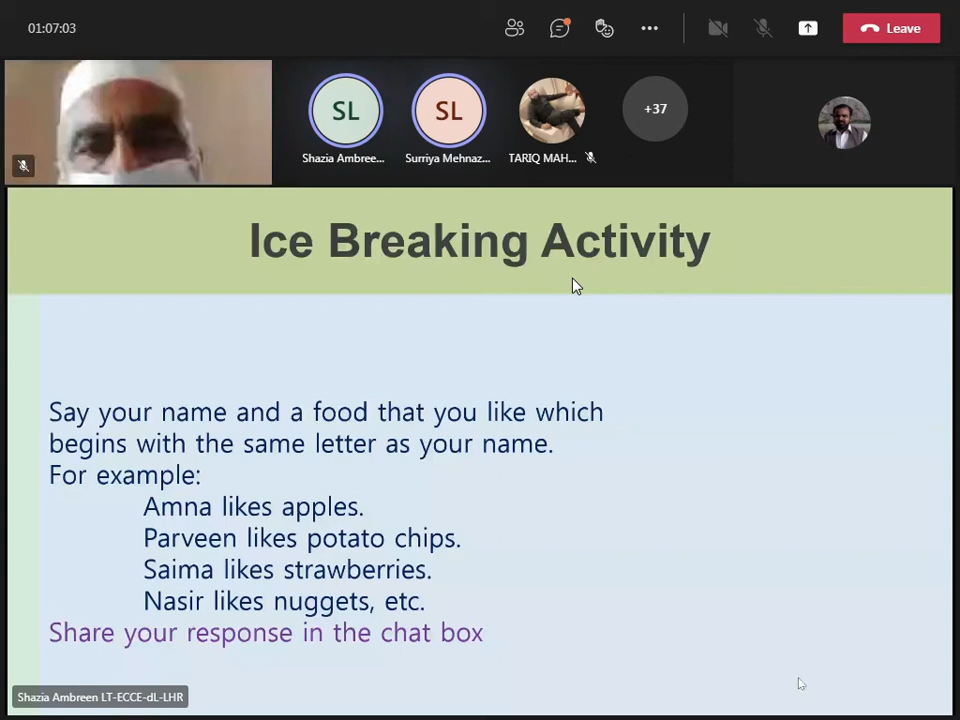 01:07:03
Leave
SL
SL
+37
Shazia Ambree...
Surriya Mehnaz...
TARIQ MAH...
Ice Breaking Activity
Say your name and a food that you like which
begins with the same letter as your name.
For example:
Amna likes apples.
Parveen likes potato chips.
Saima likes strawberries.
Nasir likes nuggets, etc.
Share your response in the chat box
Shazia Ambreen LT-ECCE-dL-LHR